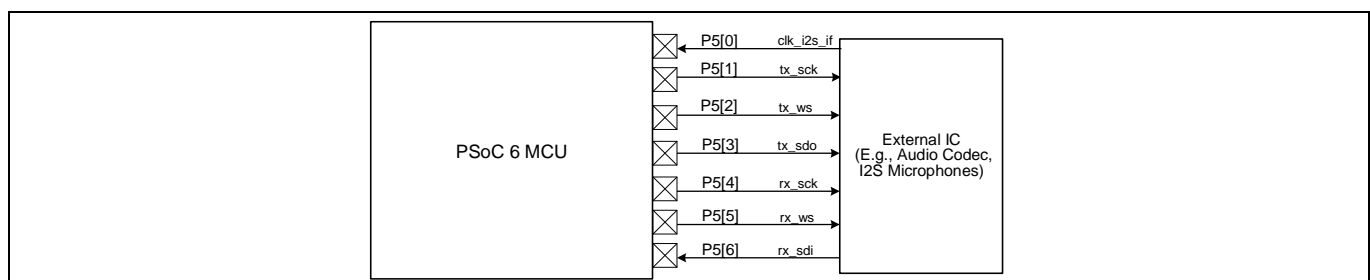 PSoC 6 MCU
P5[0] clk_i2s_if
P5[1] tx_sck
P5[2] tx_ws
P5[3] tx_sdo
P5[4] rx_sck
P5[5] rx_ws
P5[6] rx_sdi
External IC
(E.g., Audio Codec,
I2S Microphones)